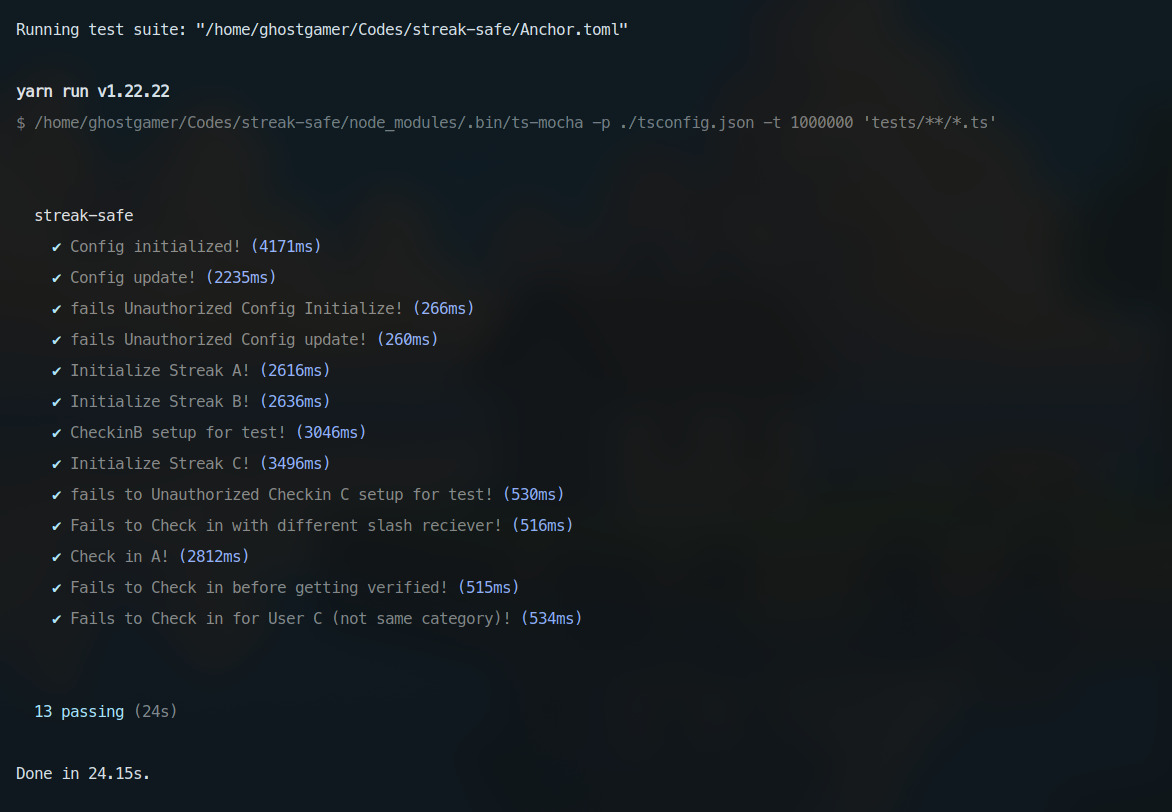 Running test suite: "/home/ghostgamer/Codes/streak-safe/Anchor.toml"
yarn run v1.22.22
$ /home/ghostgamer/Codes/streak-safe/node_modules/.bin/ts-mocha -p ./tsconfig.json -t 1000000 'tests/**/*.ts'
streak-safe
✔ Config initialized! (4171ms)
✔ Config update! (2235ms)
✔ fails Unauthorized Config Initialize! (266ms)
✔ fails Unauthorized Config update! (260ms)
✔ Initialize Streak A! (2616ms)
✔ Initialize Streak B! (2636ms)
✔ CheckinB setup for test! (3046ms)
✔ Initialize Streak C! (3496ms)
✔ fails to Unauthorized Checkin C setup for test! (530ms)
✔ Fails to Check in with different slash reciever! (516ms)
✔ Check in A! (2812ms)
✔ Fails to Check in before getting verified! (515ms)
✔ Fails to Check in for User C (not same category)! (534ms)
13 passing (24s)
Done in 24.15s.